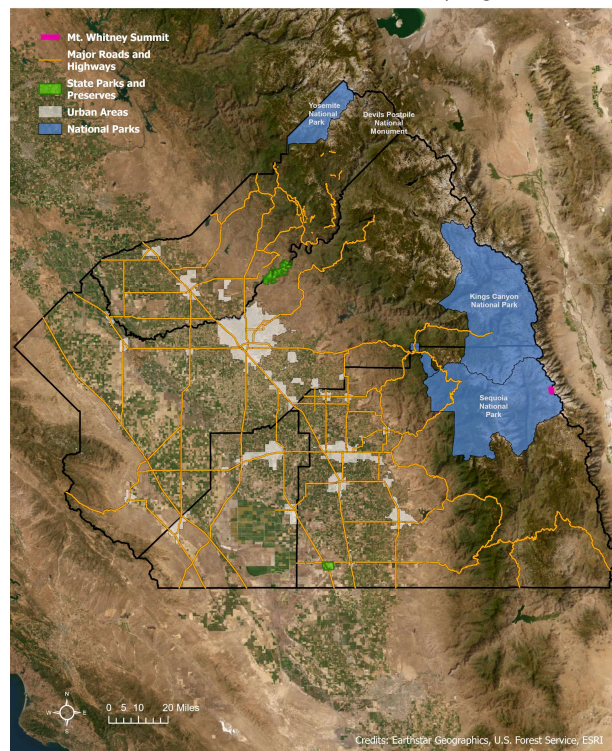 Mt. Whitney Summit
Major Roads and
Highways
State Parks and
Preserves
Urban Areas
National Parks
Yosemite
National
Park
Devils Postpile
National
Monument
Kings Canyon
National Park
Sequoia
National
Park
N
W E
S
0 5 10 20 Miles
Credits: Earthstar Geographics, U.S. Forest Service, ESRI